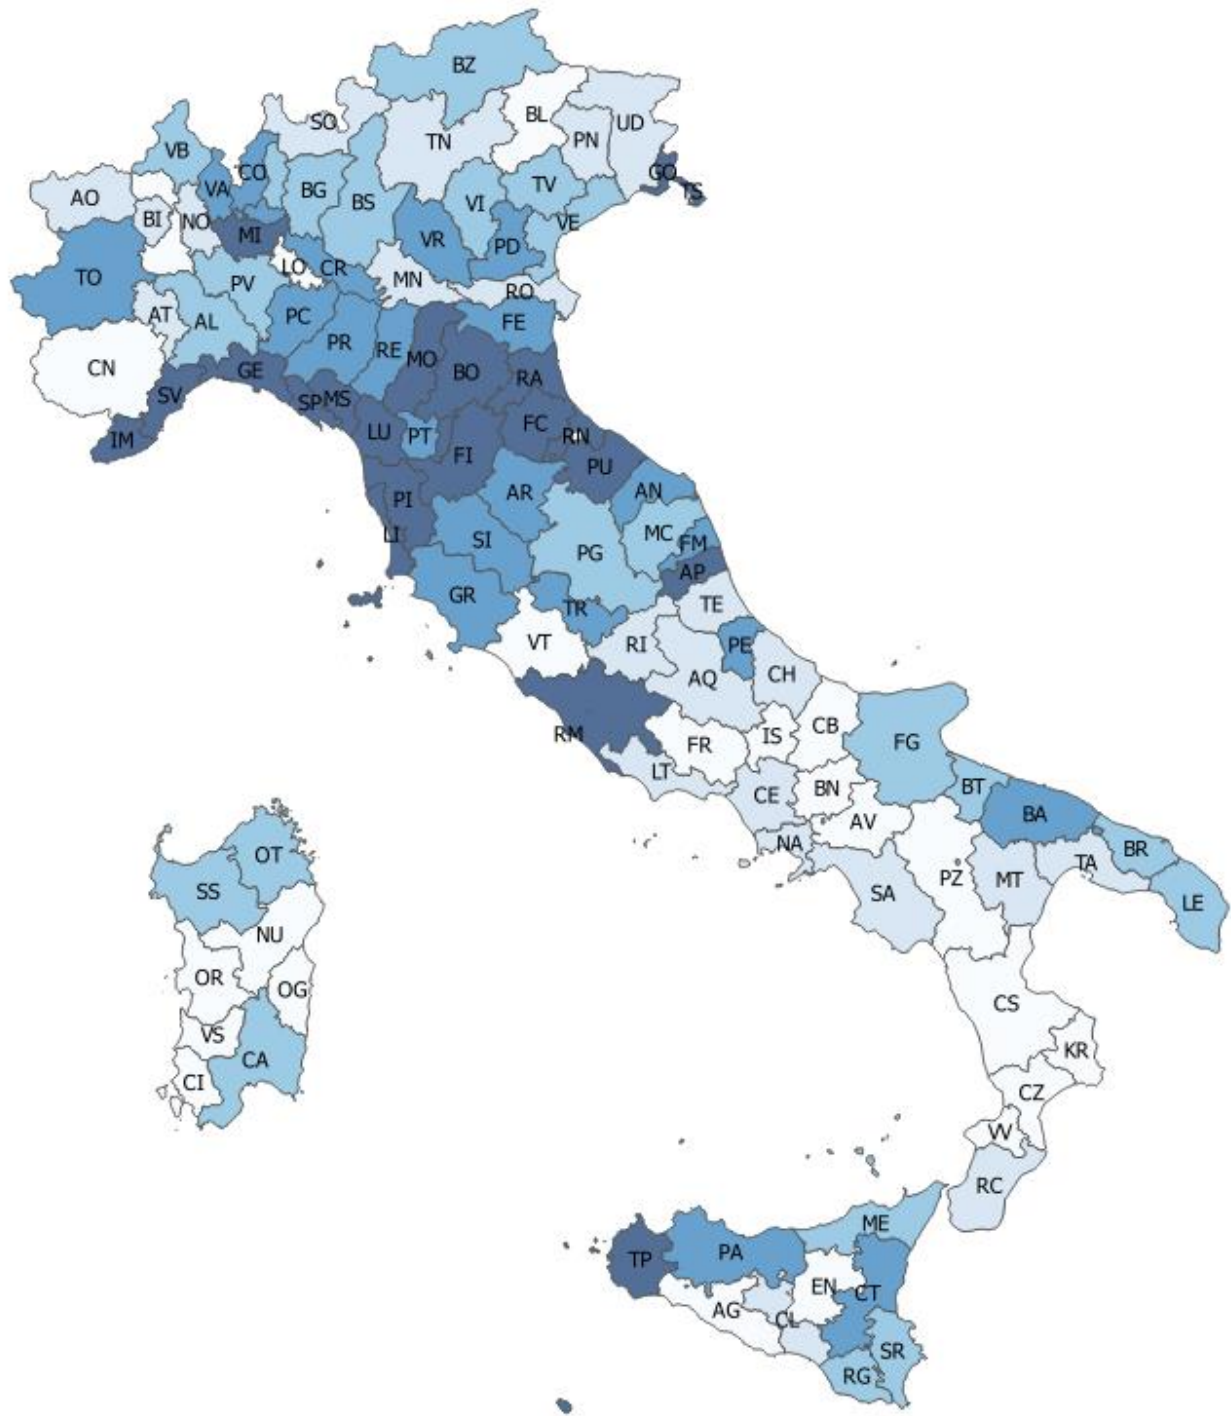 BZ
BL
UD
SO
TN
PN
VB
CO
GO
TS
VA
BG
TV
AO
BS
VI
BI
NO
VE
MI
VR
PD
LO
CR
TO
PV
MN
RO
AT
AL
PC
FE
PR
RE
MO
CN
GE
BO
RA
SV
SP
MS
FC
IM
LU
PT
RN
FI
PU
PI
AR
AN
LI
SI
MC
FM
PG
AP
GR
TR
TE
VT
RI
PE
AQ
CH
RM
FR
IS
CB
FG
LT
CE
BN
BT
AV
BA
NA
BR
OT
SS
SA
PZ
MT
TA
LE
NU
OR
OG
CS
VS
CA
KR
CI
CZ
VV
RC
ME
TP
PA
EN
CT
AG
CL
SR
RG